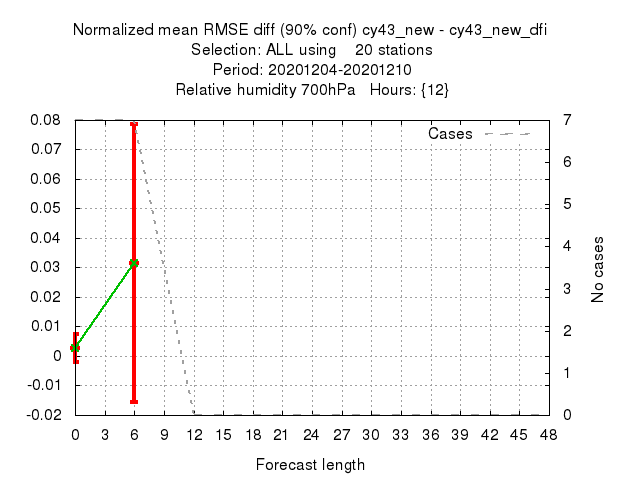 Normalized mean RMSE diff (90% conf) cy43_new - cy43_new_dfi
Selection: ALL using 20 stations
Period: 20201204-20201210
Relative humidity 700hPa Hours: {12}
Cases
0.08
0.07
0.06
0.05
0.04
0.03
0.02
0.01
0
-0.01
-0.02
7
6
5
4
3
2
1
0
No cases
0 3 6 9 12 15 18 21 24 27 30 33 36 39 42 45 48
Forecast length